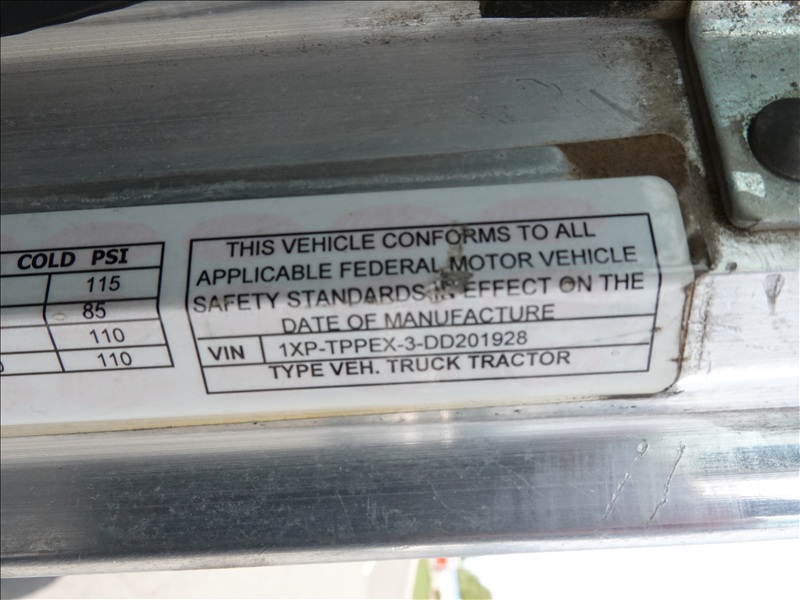 COLD PSI
115
85
110
110
THIS VEHICLE CONFORMS TO ALL
APPLICABLE FEDERAL MOTOR VEHICLE
SAFETY STANDARDS IN EFFECT ON THE
DATE OF MANUFACTURE
VIN 1XP-TPPEX-3-DD201928
TYPE VEH. TRUCK TRACTOR